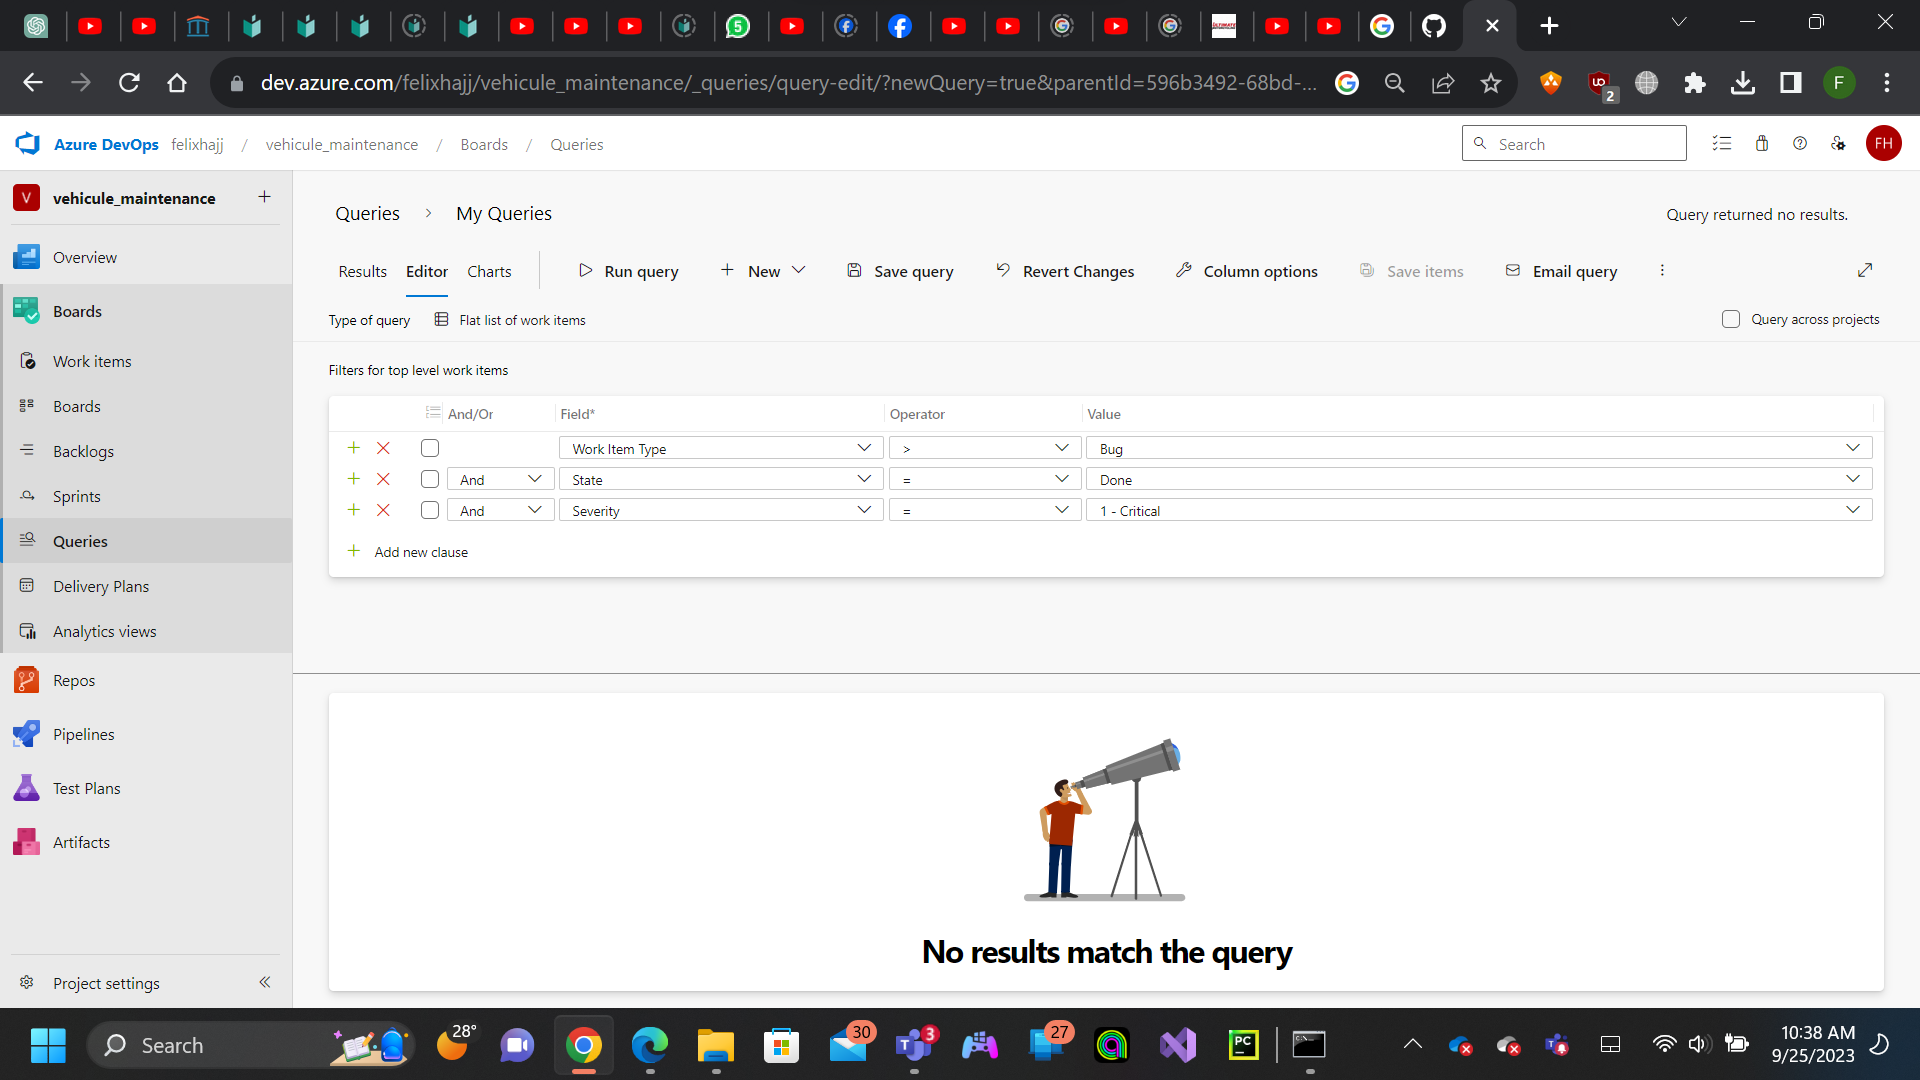 dev.azure.com/felixhajj/vehicule_maintenance/_queries/query-edit/?newQuery=true&parentId=596b3492-68bd-...
2
F
Azure DevOps felixhajj / vehicule_maintenance / Boards / Queries
Search
FH
V vehicule_maintenance
Overview
Boards
Work items
Boards
Backlogs
Sprints
Queries
Delivery Plans
Analytics views
Repos
Pipelines
Test Plans
Artifacts
Project settings
Queries > My Queries
Query returned no results.
Results Editor Charts Run query New Save query Revert Changes Column options Save items Email query
Type of query Flat list of work items
Query across projects
Filters for top level work items
And/Or Field* Operator Value
Work Item Type > Bug
And State = Done
And Severity = 1 - Critical
Add new clause
No results match the query
Search
28°
30
3
27
PC
10:38 AM
9/25/2023